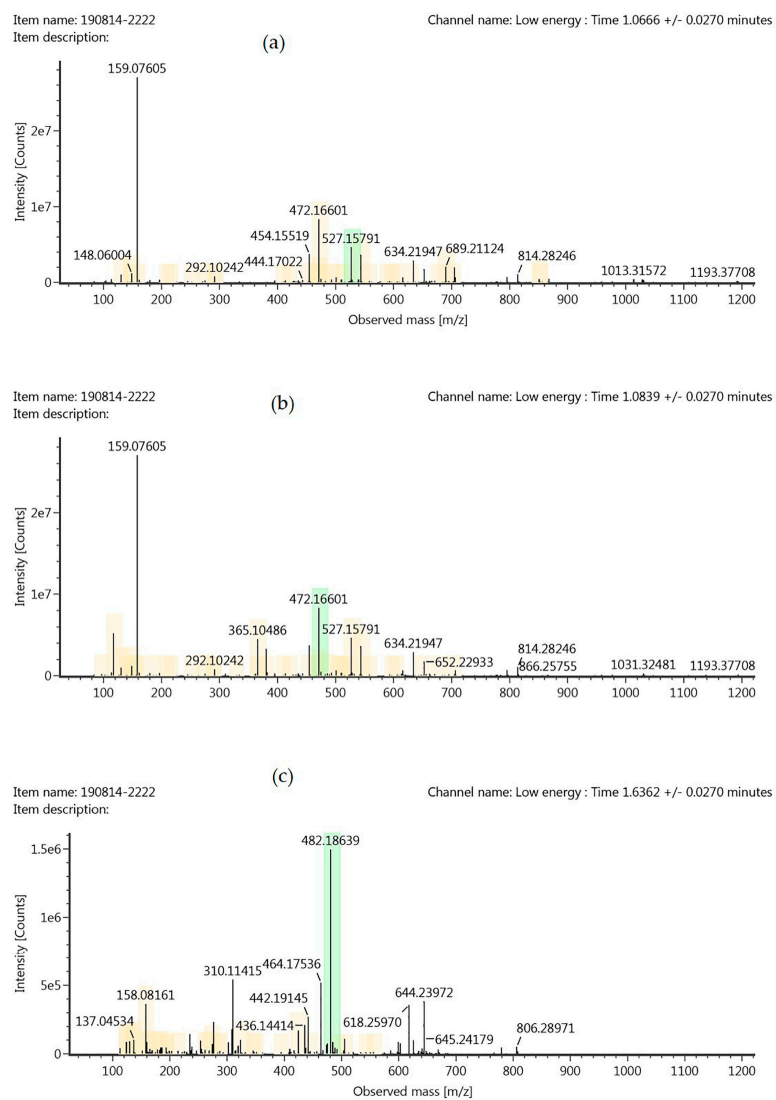 Item name: 190814-2222
Channel name: Low energy : Time 1.0666 +/- 0.0270 minutes
Item description:
(a)
159.07605
2e7
Intensity [Counts]
1e7
472.16601
454.15519
527.15791
634.21947
689.21124
148.06004
292.10242
444.17022
814.28246
1013.31572
1193.37708
0
100 200 300 400 500 600 700 800 900 1000 1100 1200
Observed mass [m/z]
Item name: 190814-2222
Channel name: Low energy : Time 1.0839 +/- 0.0270 minutes
Item description:
(b)
159.07605
2e7
Intensity [Counts]
1e7
472.16601
365.10486
527.15791
634.21947
814.28246
292.10242
652.22933
866.25755
1031.32481
1193.37708
0
100 200 300 400 500 600 700 800 900 1000 1100 1200
Observed mass [m/z]
(c)
Item name: 190814-2222
Channel name: Low energy : Time 1.6362 +/- 0.0270 minutes
Item description:
482.18639
1.5e6
Intensity [Counts]
1e6
464.17536
310.11415
5e5
158.08161
442.19145
644.23972
137.04534
436.14414
618.25970
645.24179
806.28971
0
100 200 300 400 500 600 700 800 900 1000 1100 1200
Observed mass [m/z]